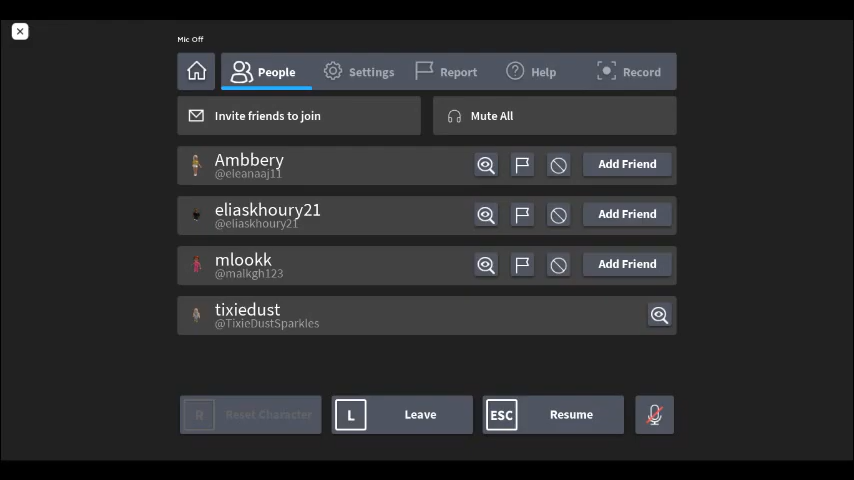 Mic Off
People
Settings
Report
Help
Record
Invite friends to join
Mute All
Ambbery
@eleanaaj11
Add Friend
eliaskhoury21
@eliaskhoury21
Add Friend
mlookk
@malkgh123
Add Friend
tixiedust
@TixieDustSparkles
R Reset Character
L Leave
ESC Resume